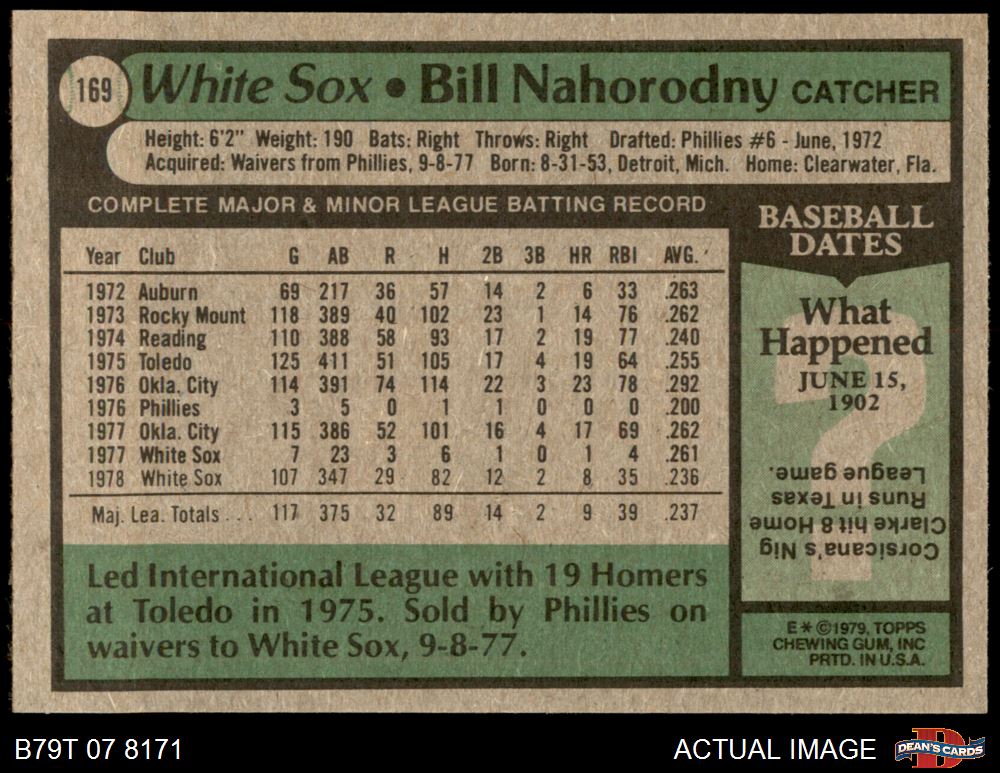 169 White Sox • Bill Nahorodny CATCHER
Height: 6'2" Weight: 190 Bats: Right Throws: Right Drafted: Phillies #6 - June, 1972
Acquired: Waivers from Phillies, 9-8-77 Born: 8-31-53, Detroit, Mich. Home: Clearwater, Fla.
COMPLETE MAJOR & MINOR LEAGUE BATTING RECORD
Year Club G AB R H 2B 3B HR RBI AVG.
1972 Auburn 69 217 36 57 14 2 6 33 .263
1973 Rocky Mount 118 389 40 102 23 1 14 76 .262
1974 Reading 110 388 58 93 17 2 19 77 .240
1975 Toledo 125 411 51 105 17 4 19 64 .255
1976 Okla. City 114 391 74 114 22 3 23 78 .292
1976 Phillies 3 5 0 1 1 0 0 0 .200
1977 Okla. City 115 386 52 101 16 4 17 69 .262
1977 White Sox 7 23 3 6 1 0 1 4 .261
1978 White Sox 107 347 29 82 12 2 8 35 .236
Maj. Lea. Totals . . . 117 375 32 89 14 2 9 39 .237
Led International League with 19 Homers
at Toledo in 1975. Sold by Phillies on
waivers to White Sox, 9-8-77.
BASEBALL
DATES
What
Happened
JUNE 15,
1902
?
Corsicana's Nig
Clarke hit 8 Home
Runs in Texas
League game.
E * ©1979, TOPPS
CHEWING GUM, INC
PRTD. IN U.S.A.
B79T 07 8171
ACTUAL IMAGE
D
DEAN'S CARDS